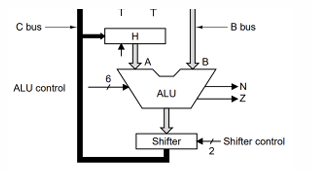 C bus
B bus
H
A
B
6
ALU control
ALU
N
Z
Shifter
Shifter control
2